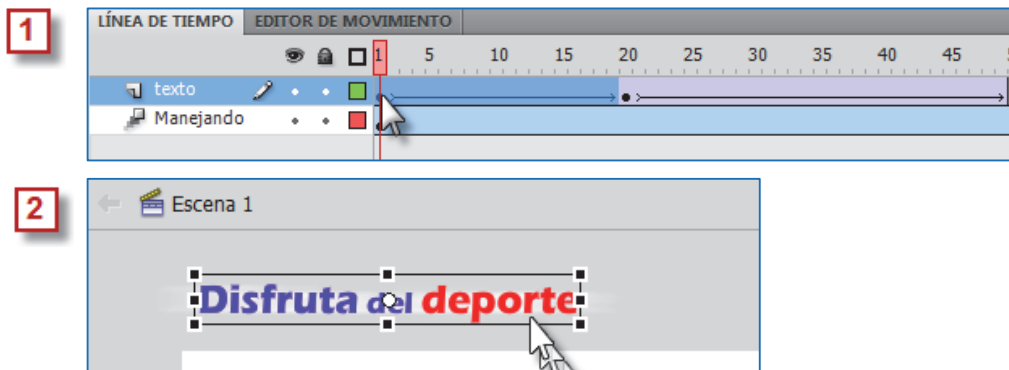 1
LÍNEA DE TIEMPO EDITOR DE MOVIMIENTO
1 5 10 15 20 25 30 35 40 45
texto
Manejando
2
Escena 1
Disfruta del deporte